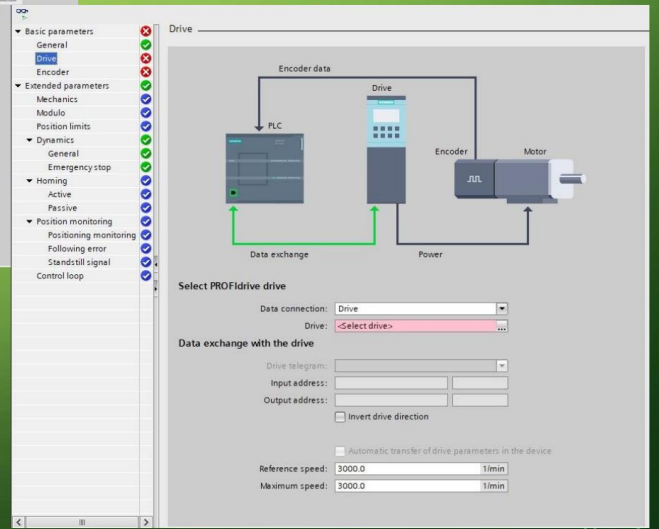 Basic parameters
General
Drive
Encoder
Extended parameters
Mechanics
Modulo
Position limits
Dynamics
General
Emergency stop
Homing
Active
Passive
Position monitoring
Positioning monitoring
Following error
Standstill signal
Control loop
Drive
Encoder data
Drive
PLC
Encoder
Motor
Data exchange
Power
Select PROFIdrive drive
Data connection: Drive
Drive: <Select drive> ...
Data exchange with the drive
Drive telegram:
Input address:
Output address:
Invert drive direction
Automatic transfer of drive parameters in the device
Reference speed: 3000.0 1/min
Maximum speed: 3000.0 1/min